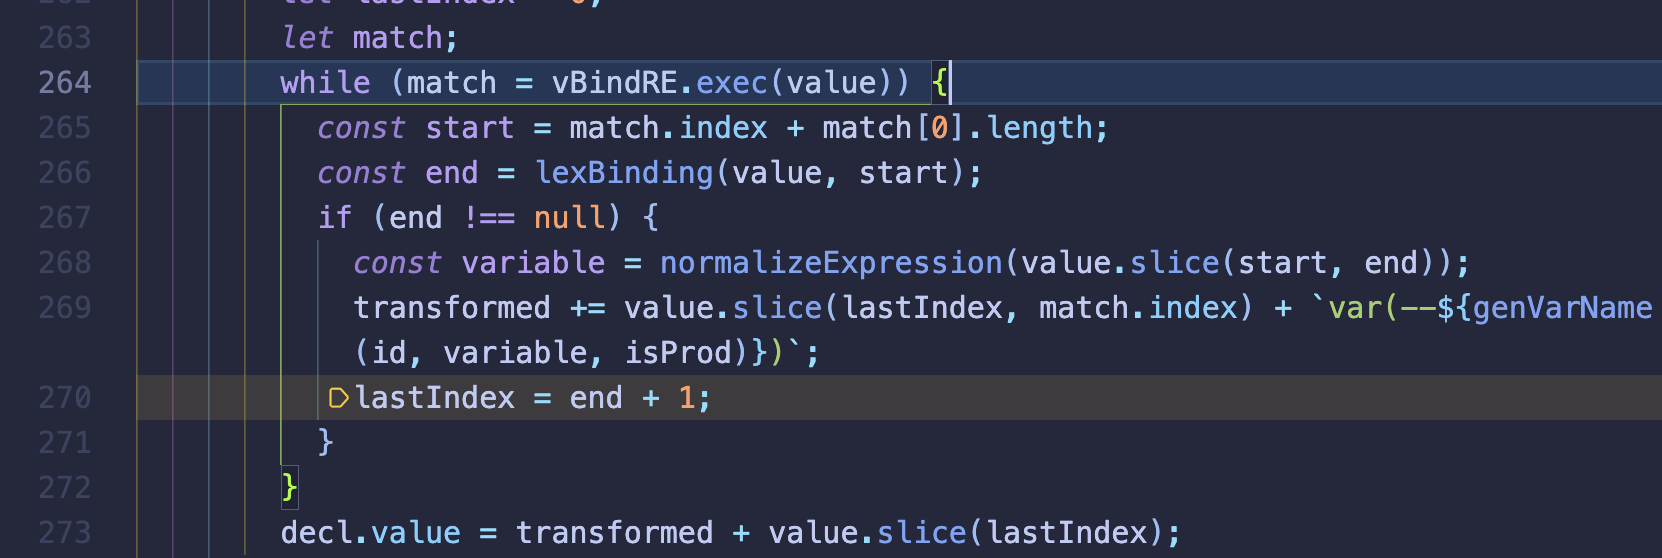 262 let lastIndex = 0;
263 let match;
264 while (match = vBindRE.exec(value)) {
265 const start = match.index + match[0].length;
266 const end = lexBinding(value, start);
267 if (end !== null) {
268 const variable = normalizeExpression(value.slice(start, end));
269 transformed += value.slice(lastIndex, match.index) + `var(--${genVarName
(id, variable, isProd)})`;
270 lastIndex = end + 1;
271 }
272 }
273 decl.value = transformed + value.slice(lastIndex);